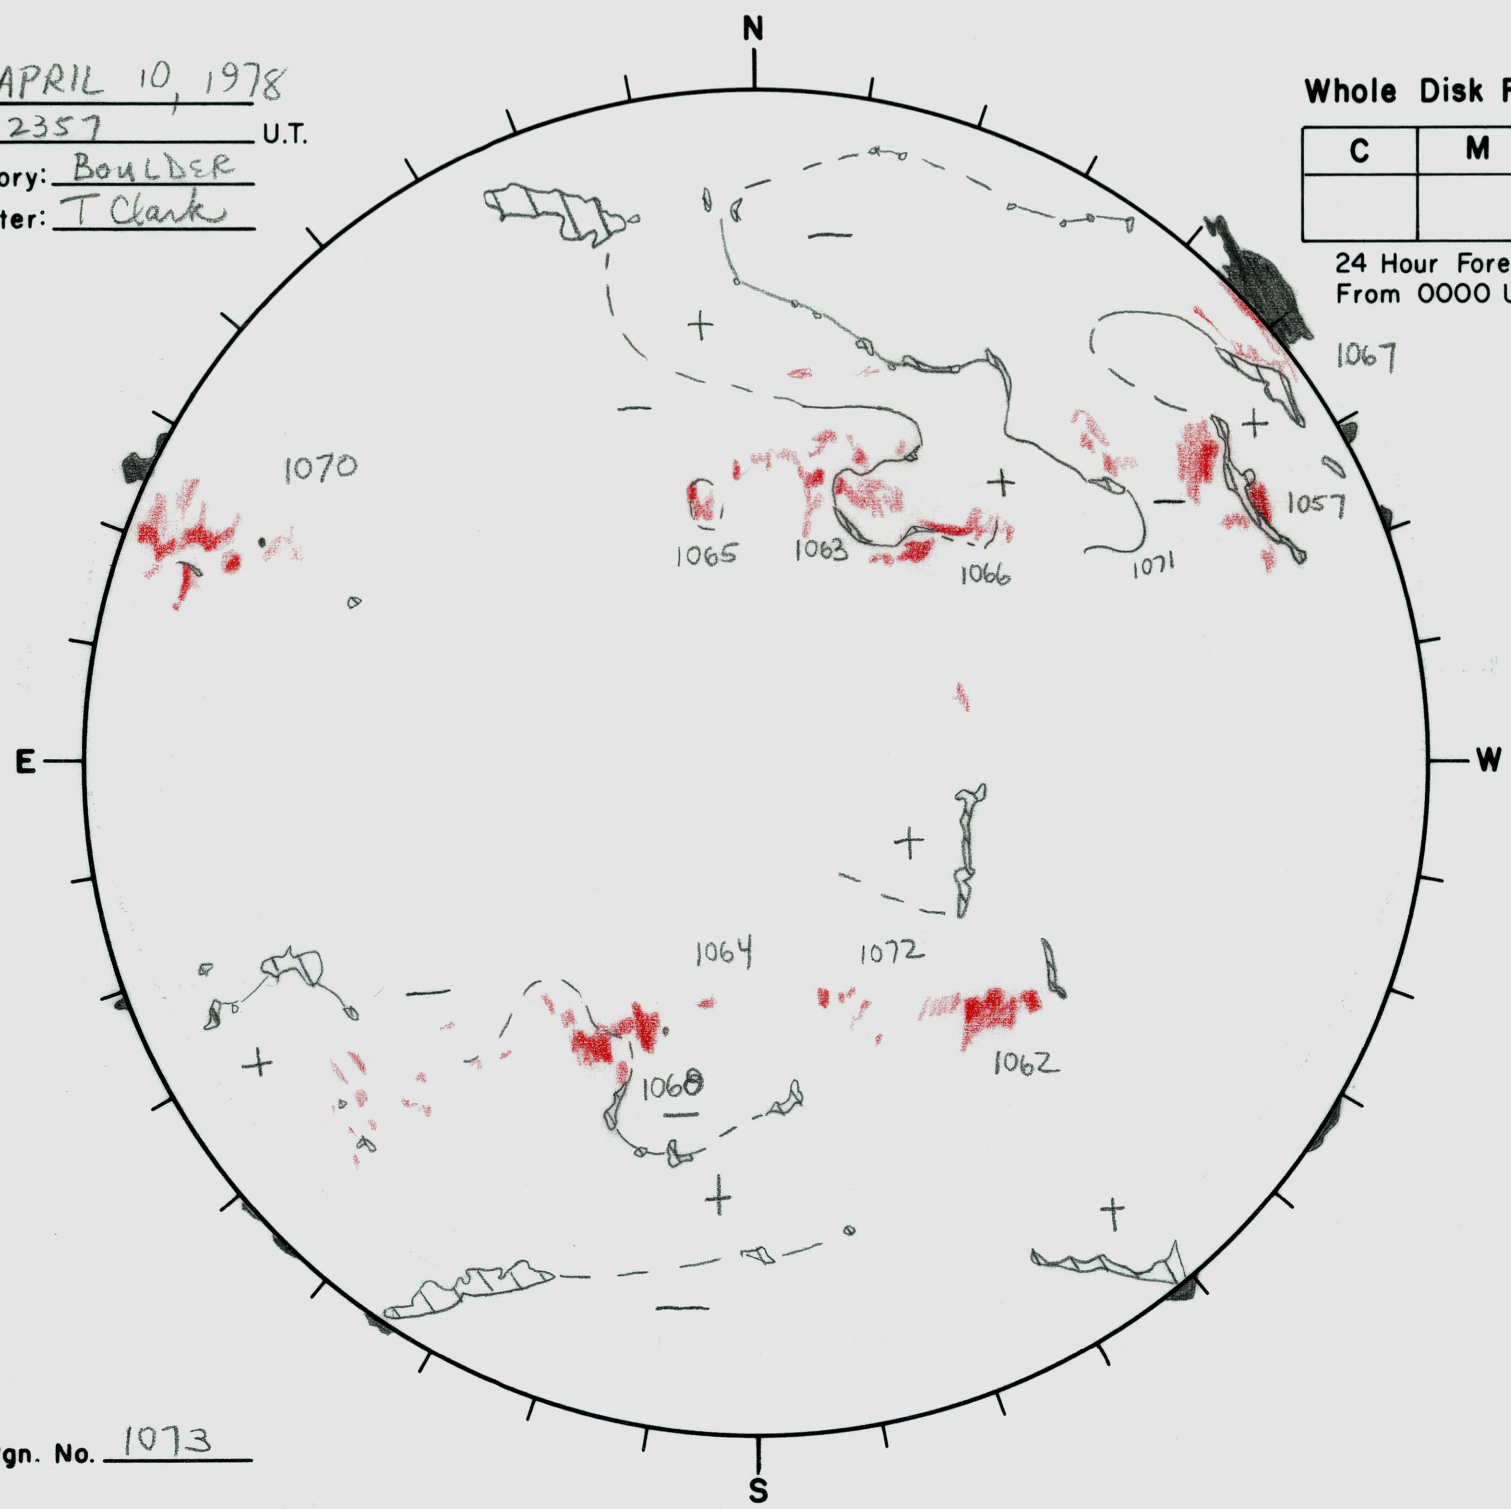 N
APRIL 10, 1978
2357 U.T.
ory: BOULDER
ter: T Clark
Whole Disk F
C M
24 Hour Fore
From 0000 U
1067
1070
1057
1065
1063
1066
1071
E
W
1064
1072
1062
1068
gn. No. 1073
S